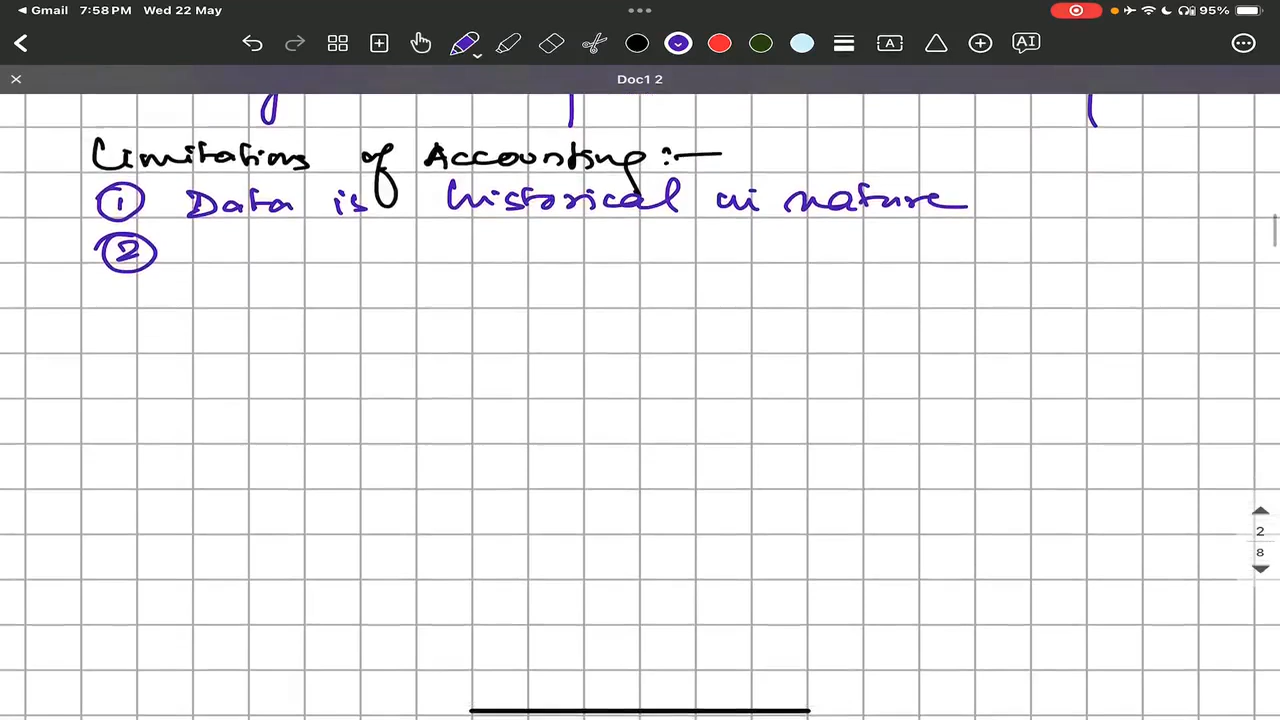 ◀ Gmail 7:58 PM Wed 22 May 95%
AI
Doc1 2
Limitations of Accounting :—
① Data is historical in nature
②
2
8